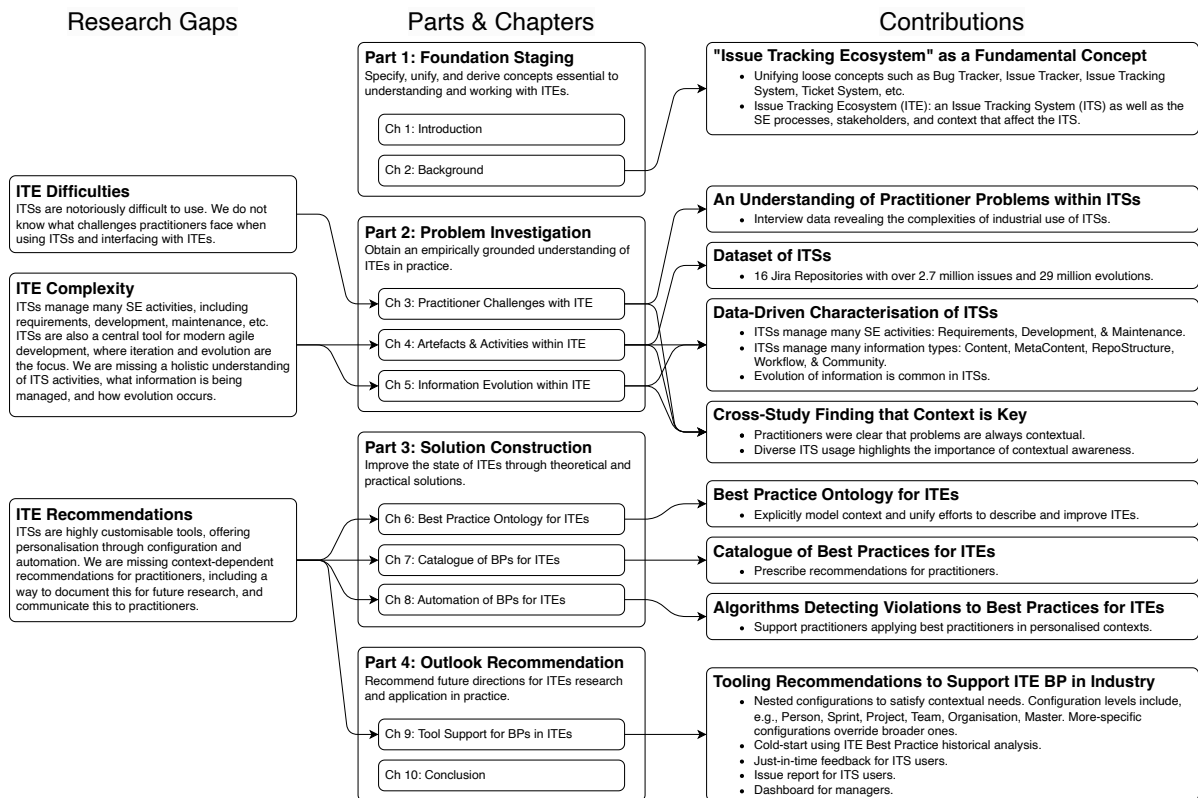 Research Gaps
Parts & Chapters
Contributions
ITE Difficulties
ITSs are notoriously difficult to use. We do not
know what challenges practitioners face when
using ITSs and interfacing with ITEs.
ITE Complexity
ITSs manage many SE activities, including
requirements, development, maintenance, etc.
ITSs are also a central tool for modern agile
development, where iteration and evolution are
the focus. We are missing a holistic understanding
of ITS activities, what information is being
managed, and how evolution occurs.
ITE Recommendations
ITSs are highly customisable tools, offering
personalisation through configuration and
automation. We are missing context-dependent
recommendations for practitioners, including a
way to document this for future research, and
communicate this to practitioners.
Part 1: Foundation Staging
Specify, unify, and derive concepts essential to
understanding and working with ITEs.
Ch 1: Introduction
Ch 2: Background
Part 2: Problem Investigation
Obtain an empirically grounded understanding of
ITEs in practice.
Ch 3: Practitioner Challenges with ITE
Ch 4: Artefacts & Activities within ITE
Ch 5: Information Evolution within ITE
Part 3: Solution Construction
Improve the state of ITEs through theoretical and
practical solutions.
Ch 6: Best Practice Ontology for ITEs
Ch 7: Catalogue of BPs for ITEs
Ch 8: Automation of BPs for ITEs
Part 4: Outlook Recommendation
Recommend future directions for ITEs research
and application in practice.
Ch 9: Tool Support for BPs in ITEs
Ch 10: Conclusion
"Issue Tracking Ecosystem" as a Fundamental Concept
• Unifying loose concepts such as Bug Tracker, Issue Tracker, Issue Tracking
System, Ticket System, etc.
• Issue Tracking Ecosystem (ITE): an Issue Tracking System (ITS) as well as the
SE processes, stakeholders, and context that affect the ITS.
An Understanding of Practitioner Problems within ITSs
• Interview data revealing the complexities of industrial use of ITSs.
Dataset of ITSs
• 16 Jira Repositories with over 2.7 million issues and 29 million evolutions.
Data-Driven Characterisation of ITSs
• ITSs manage many SE activities: Requirements, Development, & Maintenance.
• ITSs manage many information types: Content, MetaContent, RepoStructure,
Workflow, & Community.
• Evolution of information is common in ITSs.
Cross-Study Finding that Context is Key
• Practitioners were clear that problems are always contextual.
• Diverse ITS usage highlights the importance of contextual awareness.
Best Practice Ontology for ITEs
• Explicitly model context and unify efforts to describe and improve ITEs.
Catalogue of Best Practices for ITEs
• Prescribe recommendations for practitioners.
Algorithms Detecting Violations to Best Practices for ITEs
• Support practitioners applying best practitioners in personalised contexts.
Tooling Recommendations to Support ITE BP in Industry
• Nested configurations to satisfy contextual needs. Configuration levels include,
e.g., Person, Sprint, Project, Team, Organisation, Master. More-specific
configurations override broader ones.
• Cold-start using ITE Best Practice historical analysis.
• Just-in-time feedback for ITS users.
• Issue report for ITS users.
• Dashboard for managers.